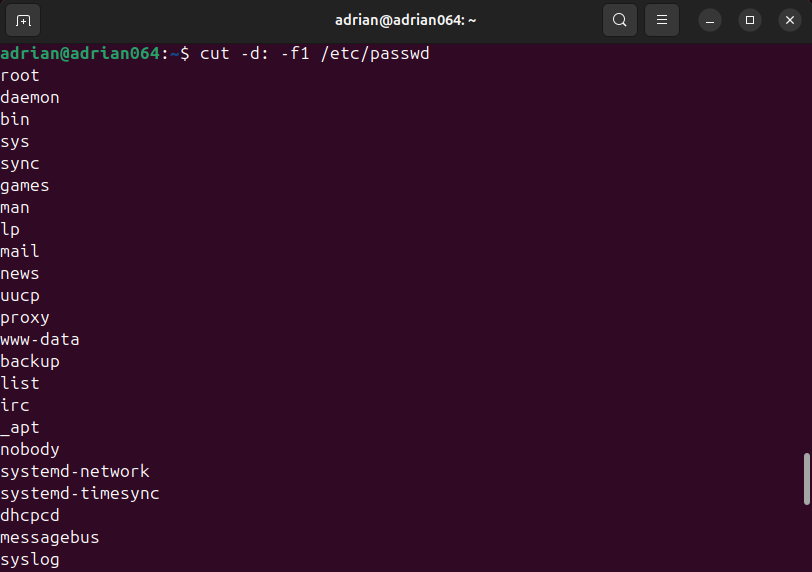 adrian@adrian064: ~
adrian@adrian064:~$ cut -d: -f1 /etc/passwd
root
daemon
bin
sys
sync
games
man
lp
mail
news
uucp
proxy
www-data
backup
list
irc
_apt
nobody
systemd-network
systemd-timesync
dhcpcd
messagebus
syslog